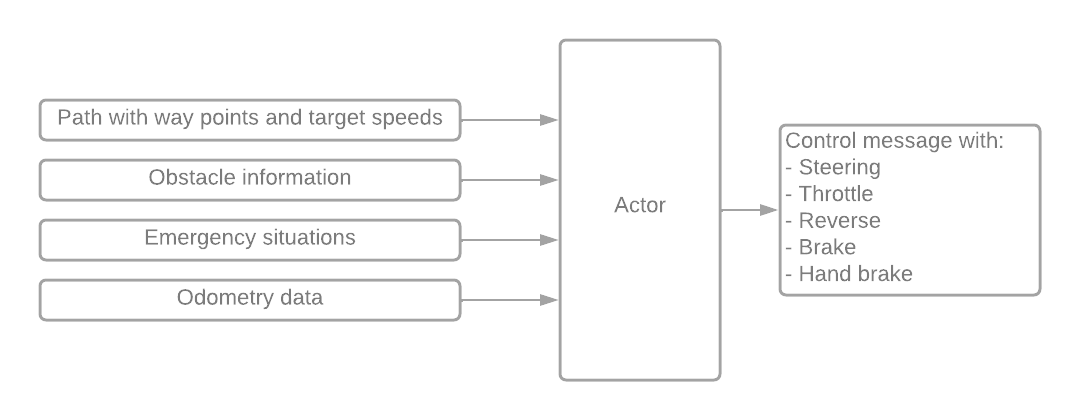 Path with way points and target speeds
Obstacle information
Emergency situations
Odometry data
Actor
Control message with:
- Steering
- Throttle
- Reverse
- Brake
- Hand brake